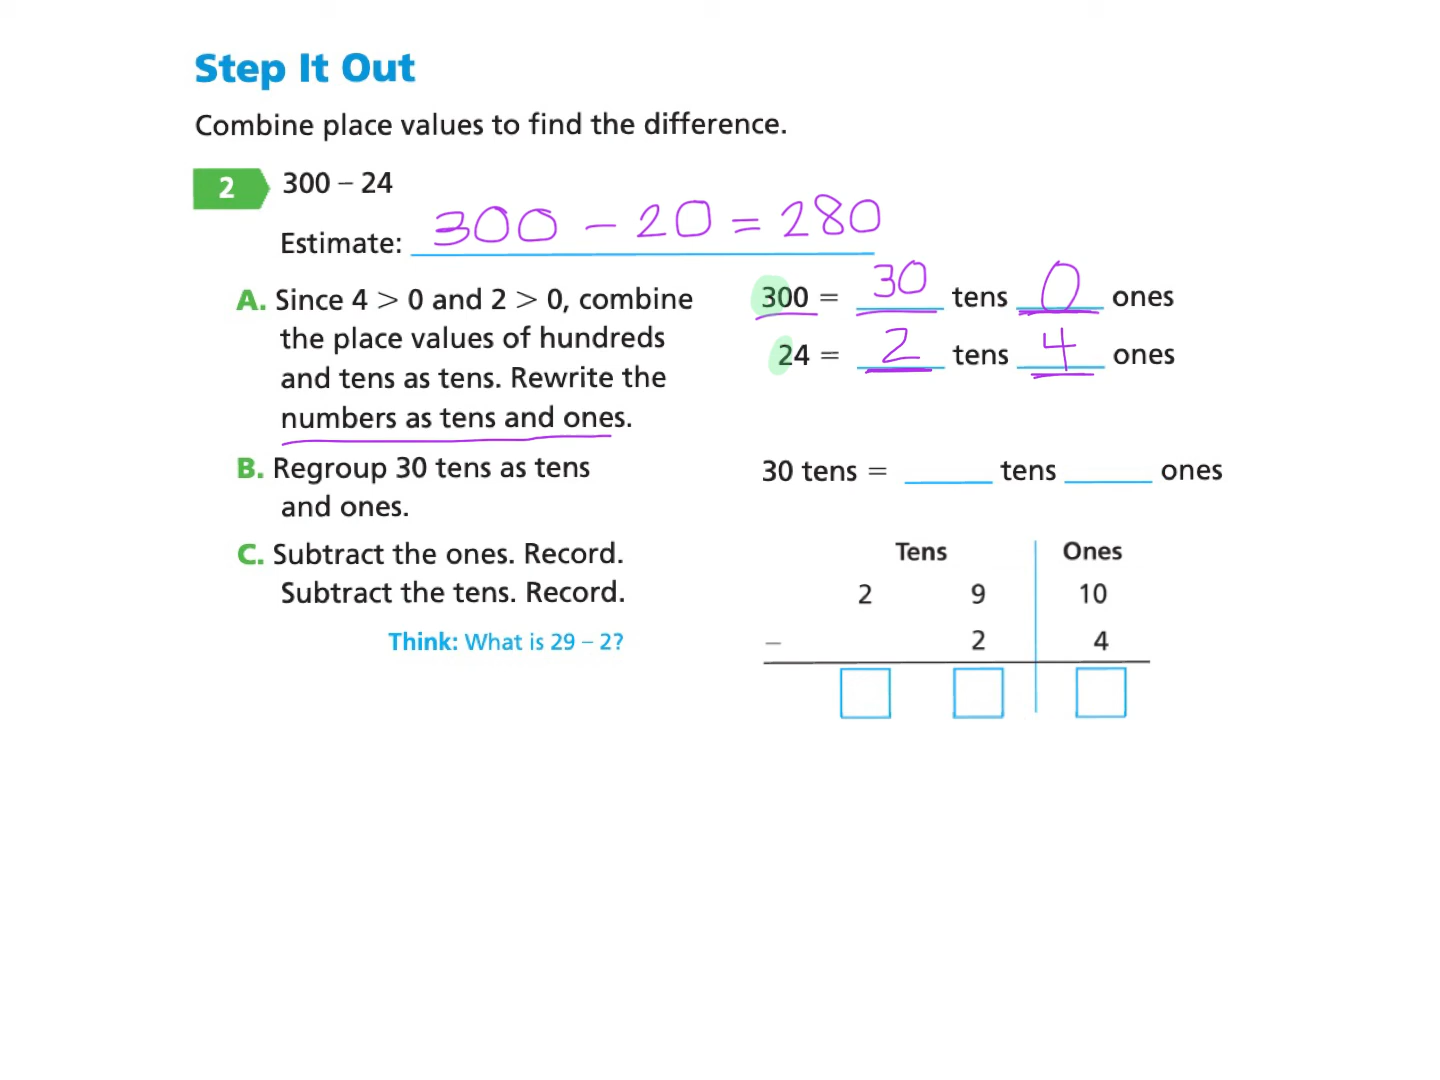 Step It Out
Combine place values to find the difference.
2 300 – 24
Estimate: 300 – 20 = 280
A. Since 4 > 0 and 2 > 0, combine
the place values of hundreds
and tens as tens. Rewrite the
numbers as tens and ones.
300 = 30 tens 0 ones
24 = 2 tens 4 ones
B. Regroup 30 tens as tens
and ones.
30 tens = ____ tens ____ ones
C. Subtract the ones. Record.
Subtract the tens. Record.
Think: What is 29 – 2?
Tens Ones
2 9 10
– 2 4